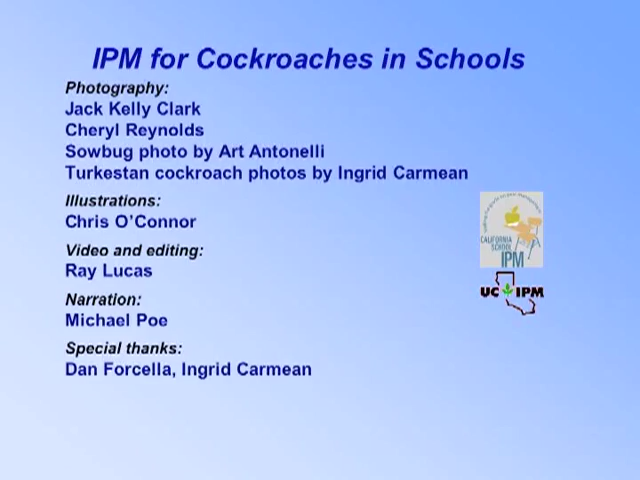 IPM for Cockroaches in Schools
Photography:
Jack Kelly Clark
Cheryl Reynolds
Sowbug photo by Art Antonelli
Turkestan cockroach photos by Ingrid Carmean
Illustrations:
Chris O’Connor
Video and editing:
Ray Lucas
Narration:
Michael Poe
Special thanks:
Dan Forcella, Ingrid Carmean
CALIFORNIA
SCHOOL
IPM
UC IPM